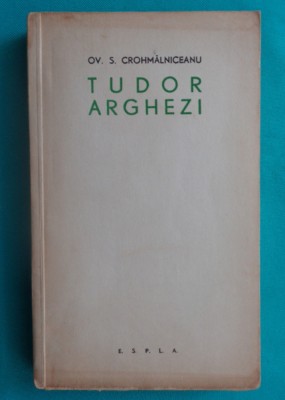 OV. S. CROHMĂLNICEANU
TUDOR
ARGHEZI
E. S. P. L. A.